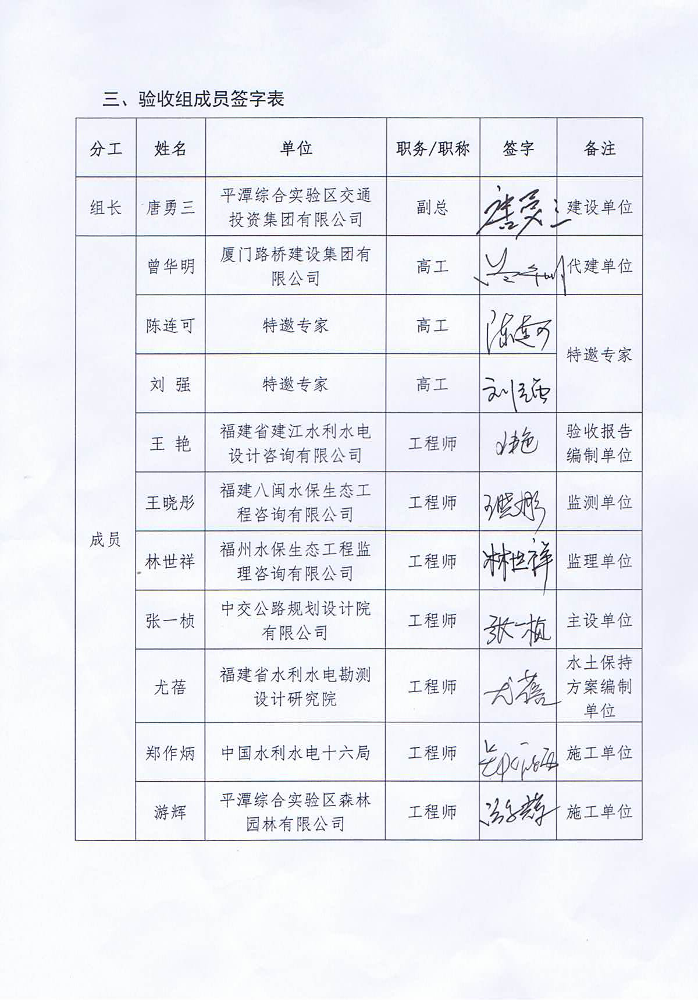 三、验收组成员签字表
分工 姓名 单位 职务/职称 签字 备注
组长 唐勇三 平潭综合实验区交通
投资集团有限公司 副总 唐勇三 建设单位
成员
曾华明 厦门路桥建设集团有
限公司 高工 曾华明 代建单位
陈连可 特邀专家 高工 陈连可 特邀专家
刘 强 特邀专家 高工 刘强
王 艳 福建省建江水利水电
设计咨询有限公司 工程师 王艳 验收报告
编制单位
王晓彤 福建八闽水保生态工
程咨询有限公司 工程师 王晓彤 监测单位
林世祥 福州水保生态工程监
理咨询有限公司 工程师 林世祥 监理单位
张一桢 中交公路规划设计院
有限公司 工程师 张一桢 主设单位
尤蓓 福建省水利水电勘测
设计研究院 工程师 尤蓓 水土保持
方案编制
单位
郑作炳 中国水利水电十六局 工程师 郑作炳 施工单位
游辉 平潭综合实验区森林
园林有限公司 工程师 游辉 施工单位